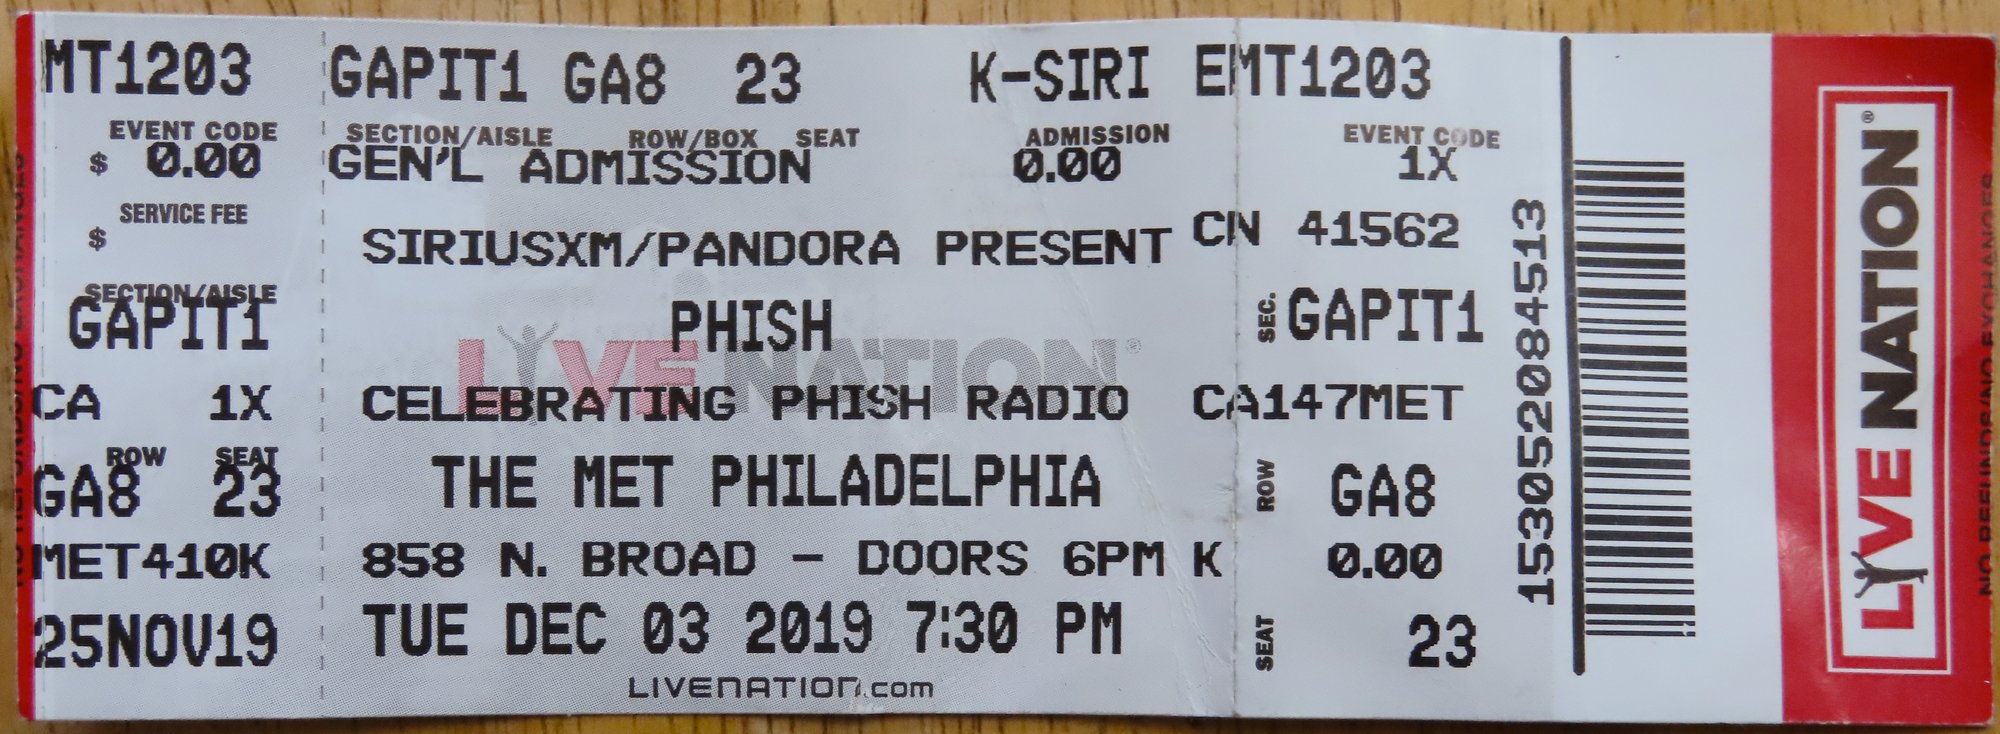 MT1203
EVENT CODE
$ 0.00
SERVICE FEE
$
SECTION/AISLE
GAPIT1
CA 1X
ROW SEAT
GA8 23
MET410K
25NOV19
GAPIT1 GA8 23 K-SIRI EMT1203
SECTION/AISLE ROW/BOX SEAT ADMISSION EVENT CODE
GEN'L ADMISSION 0.00 1X
SIRIUSXM/PANDORA PRESENT CN 41562
PHISH
LIVE NATION®
CELEBRATING PHISH RADIO
THE MET PHILADELPHIA
858 N. BROAD - DOORS 6PM K
TUE DEC 03 2019 7:30 PM
LIVENATION.com
SEC. GAPIT1
CA147MET
ROW GA8
0.00
SEAT 23
153052084513
LIVE NATION®
NO REFUNDS/NO EXCHANGES